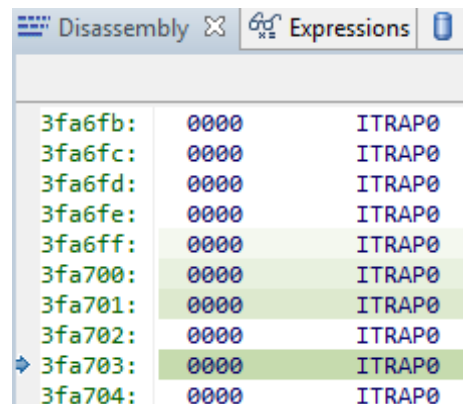 Disassembly Expressions
3fa6fb: 0000 ITRAP0
3fa6fc: 0000 ITRAP0
3fa6fd: 0000 ITRAP0
3fa6fe: 0000 ITRAP0
3fa6ff: 0000 ITRAP0
3fa700: 0000 ITRAP0
3fa701: 0000 ITRAP0
3fa702: 0000 ITRAP0
3fa703: 0000 ITRAP0
3fa704: 0000 ITRAP0